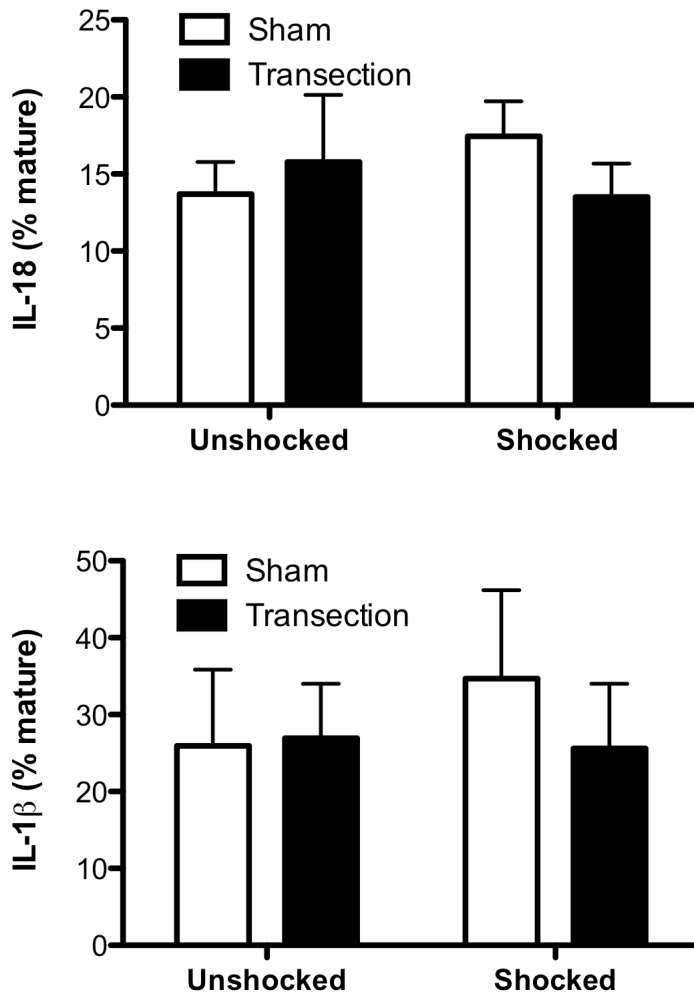 25
Sham
Transection
20
15
10
5
0
IL-18 (% mature)
Unshocked Shocked
50
Sham
Transection
40
30
20
10
0
IL-1β (% mature)
Unshocked Shocked